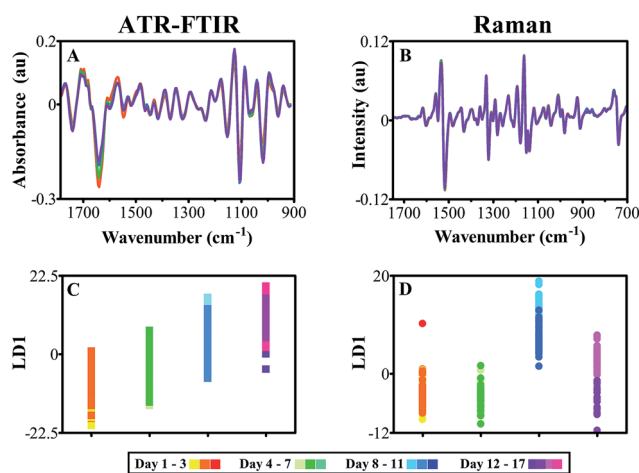 ATR-FTIR
Raman
A
0.2
0
-0.3
Absorbance (au)
1700 1500 1300 1100 900
Wavenumber (cm⁻¹)
B
0.12
0
-0.12
Intensity (au)
1700 1500 1300 1100 900 700
Wavenumber (cm⁻¹)
C
22.5
0
-22.5
LD1
D
20
0
-12
LD1
Day 1 - 3 Day 4 - 7 Day 8 - 11 Day 12 - 17